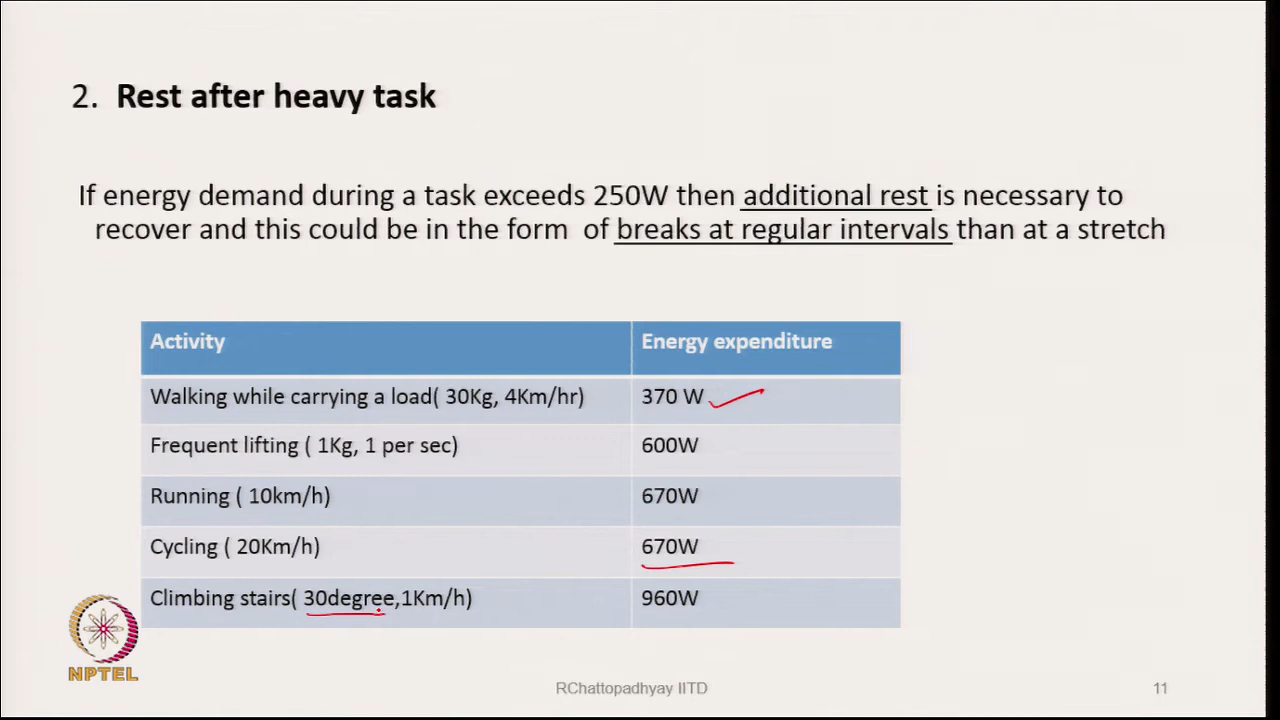 2. Rest after heavy task
If energy demand during a task exceeds 250W then additional rest is necessary to
recover and this could be in the form of breaks at regular intervals than at a stretch
Activity Energy expenditure
Walking while carrying a load( 30Kg, 4Km/hr) 370 W
Frequent lifting ( 1Kg, 1 per sec) 600W
Running ( 10km/h) 670W
Cycling ( 20Km/h) 670W
Climbing stairs( 30degree,1Km/h) 960W
NPTEL
RChattopadhyay IITD 11